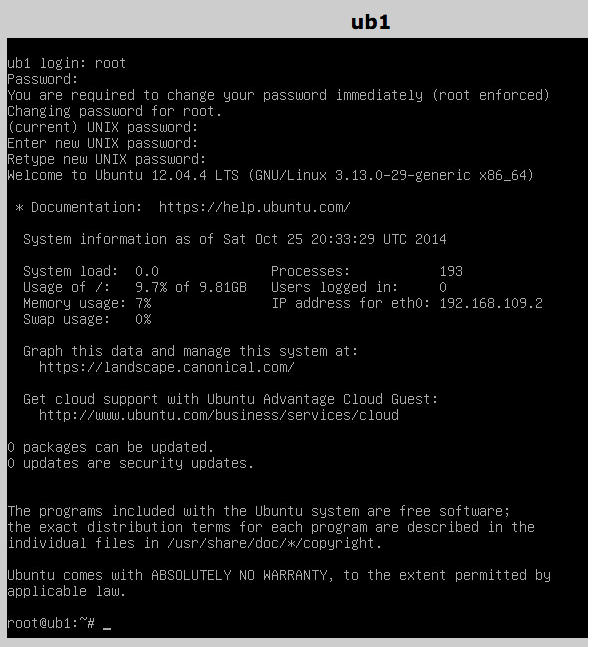 ub1
ub1 login: root
Password:
You are required to change your password immediately (root enforced)
Changing password for root.
(current) UNIX password:
Enter new UNIX password:
Retype new UNIX password:
Welcome to Ubuntu 12.04.4 LTS (GNU/Linux 3.13.0-29-generic x86_64)
* Documentation:  https://help.ubuntu.com/
System information as of Sat Oct 25 20:33:29 UTC 2014
System load:  0.0              Processes:           193
Usage of /:   9.7% of 9.81GB   Users logged in:     0
Memory usage: 7%               IP address for eth0: 192.168.109.2
Swap usage:   0%
Graph this data and manage this system at:
https://landscape.canonical.com/
Get cloud support with Ubuntu Advantage Cloud Guest:
http://www.ubuntu.com/business/services/cloud
0 packages can be updated.
0 updates are security updates.
The programs included with the Ubuntu system are free software;
the exact distribution terms for each program are described in the
individual files in /usr/share/doc/*/copyright.
Ubuntu comes with ABSOLUTELY NO WARRANTY, to the extent permitted by
applicable law.
root@ub1:~# _